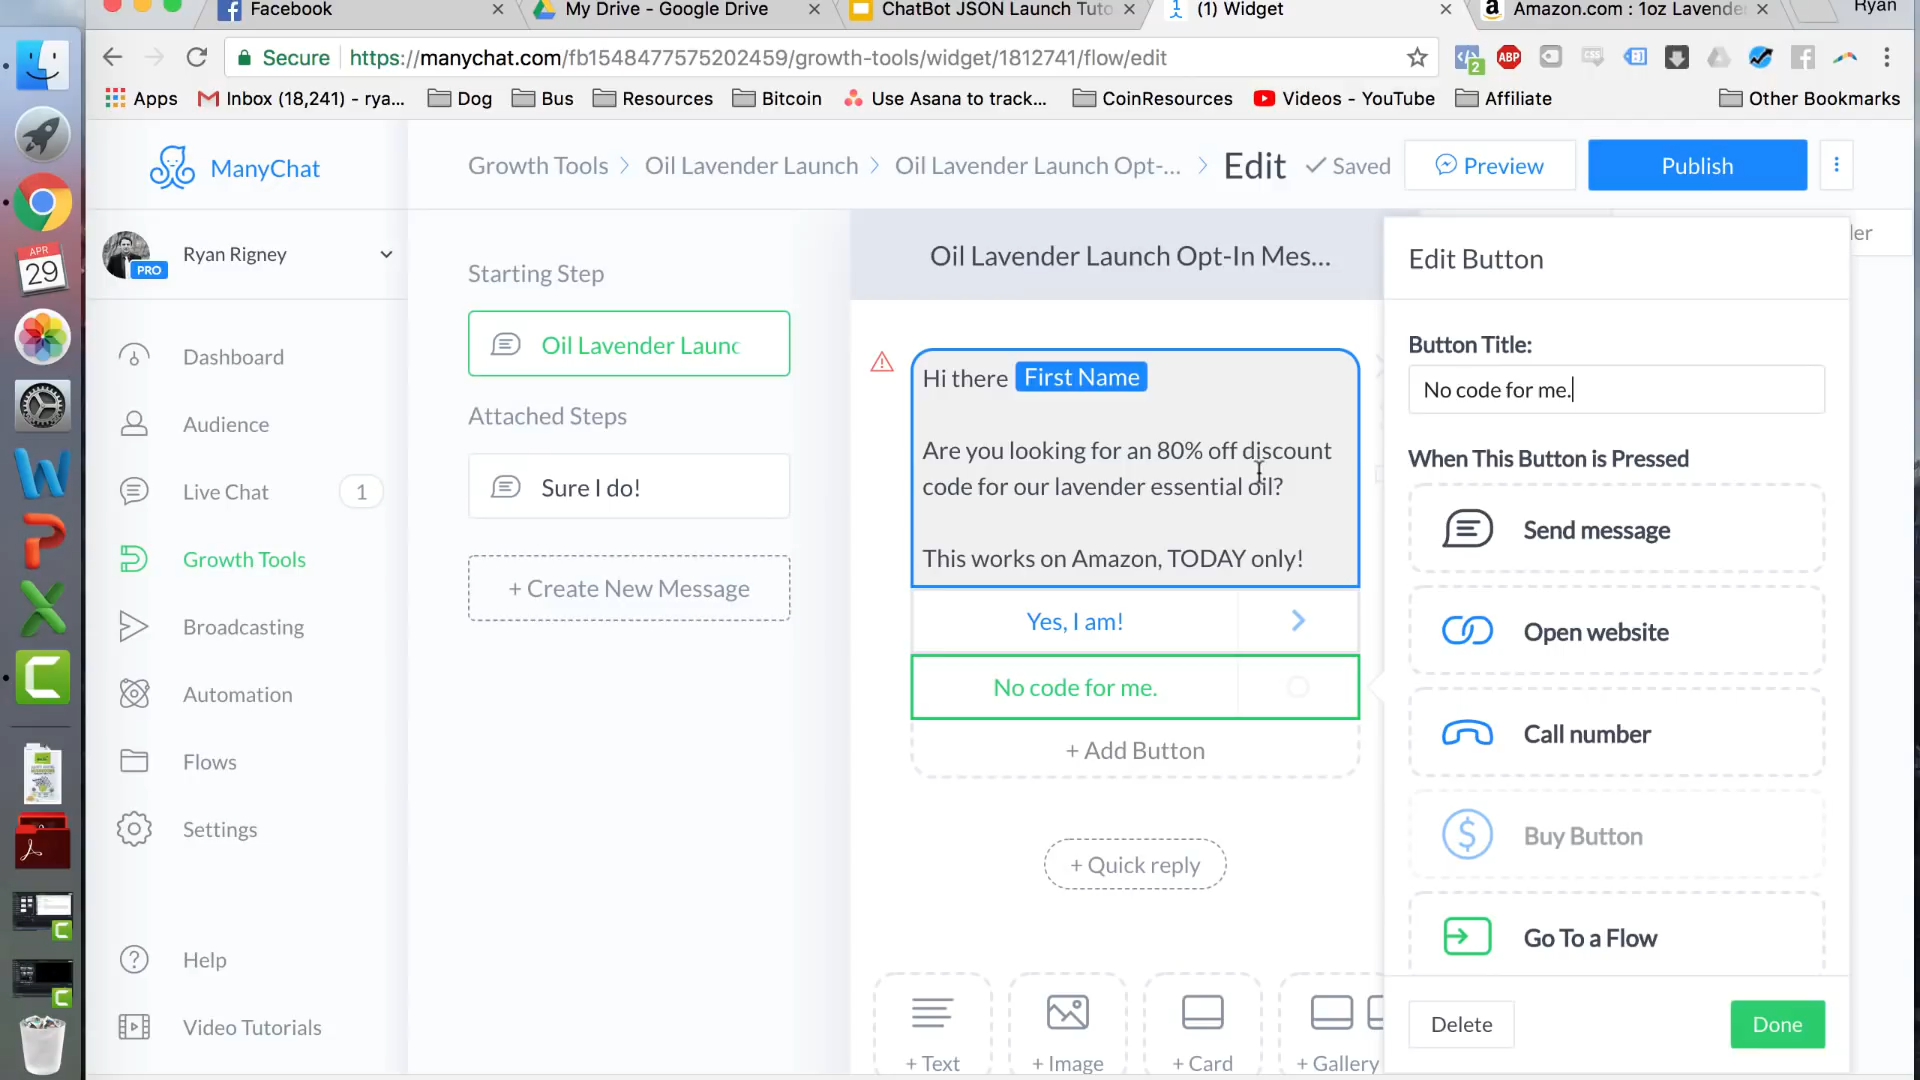 Facebook
My Drive - Google Drive
ChatBot JSON Launch Tuto
(1) Widget
Amazon.com : 1oz Lavende
Ryan
Secure
https://manychat.com/fb1548477575202459/growth-tools/widget/1812741/flow/edit
2
ABP
CSS
Apps
Inbox (18,241) - rya...
Dog
Bus
Resources
Bitcoin
Use Asana to track...
CoinResources
Videos - YouTube
Affiliate
Other Bookmarks
ManyChat
Growth Tools
Oil Lavender Launch
Oil Lavender Launch Opt-...
Edit
Saved
Preview
Publish
Ryan Rigney
PRO
Dashboard
Audience
Live Chat
1
Growth Tools
Broadcasting
Automation
Flows
Settings
Help
Video Tutorials
Starting Step
Oil Lavender Launc
Attached Steps
Sure I do!
+ Create New Message
Oil Lavender Launch Opt-In Mes...
Hi there First Name
Are you looking for an 80% off discount
code for our lavender essential oil?
This works on Amazon, TODAY only!
Yes, I am!
No code for me.
+ Add Button
+ Quick reply
+ Text
+ Image
+ Card
+ Gallery
ler
Edit Button
Button Title:
No code for me.
When This Button is Pressed
Send message
Open website
Call number
Buy Button
Go To a Flow
Delete
Done
APR
29